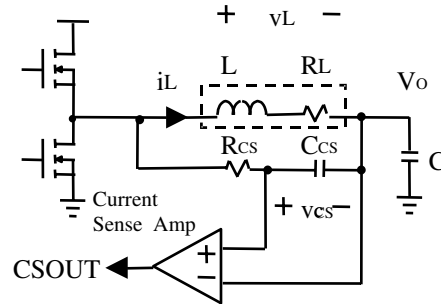 + vL −
iL L RL VO
RCS CCS C
Current
Sense Amp
+ vcs −
+
CSOUT
−